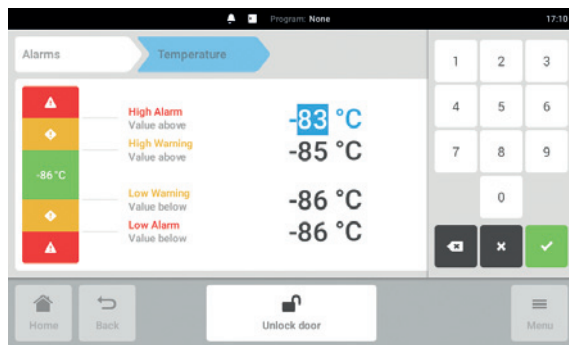 Program: None
17:10
Alarms
Temperature
-86°C
High Alarm
Value above
-83 °C
High Warning
Value above
-85 °C
Low Warning
Value below
-86 °C
Low Alarm
Value below
-86 °C
1 2 3
4 5 6
7 8 9
0
Home
Back
Unlock door
Menu